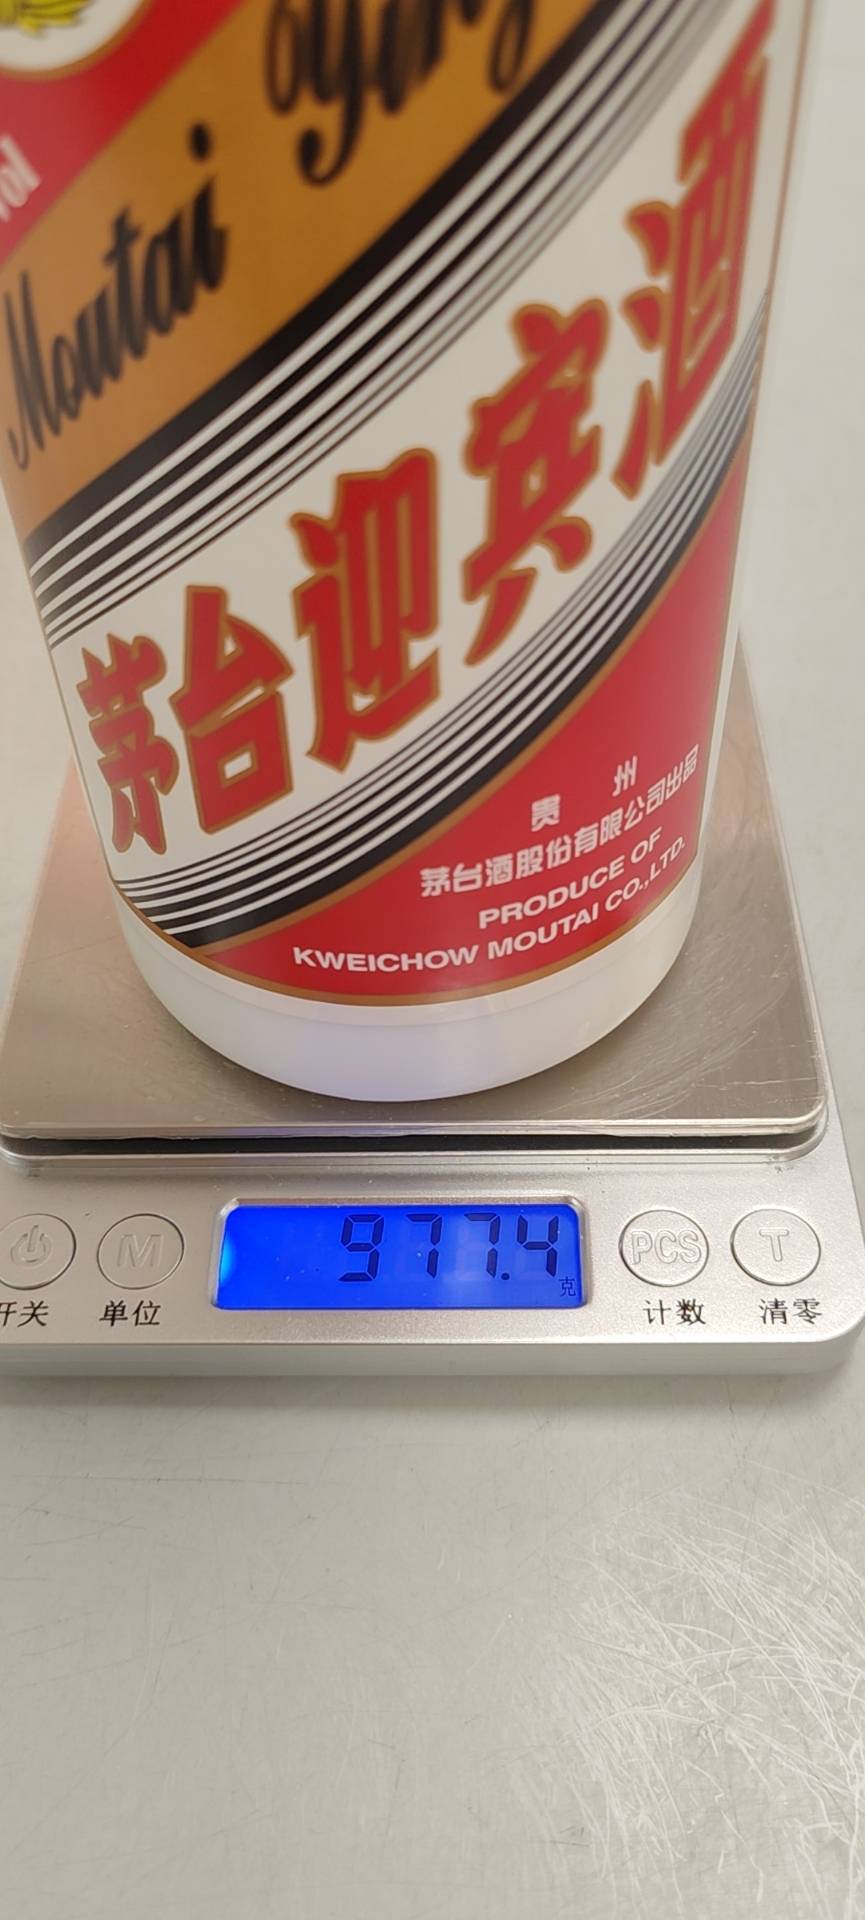 Moutai Ying
茅台迎宾酒
贵州
茅台酒股份有限公司出品
PRODUCE OF
KWEICHOW MOUTAI CO.,LTD.
977.4
克
M
PCS
T
开关
单位
计数
清零